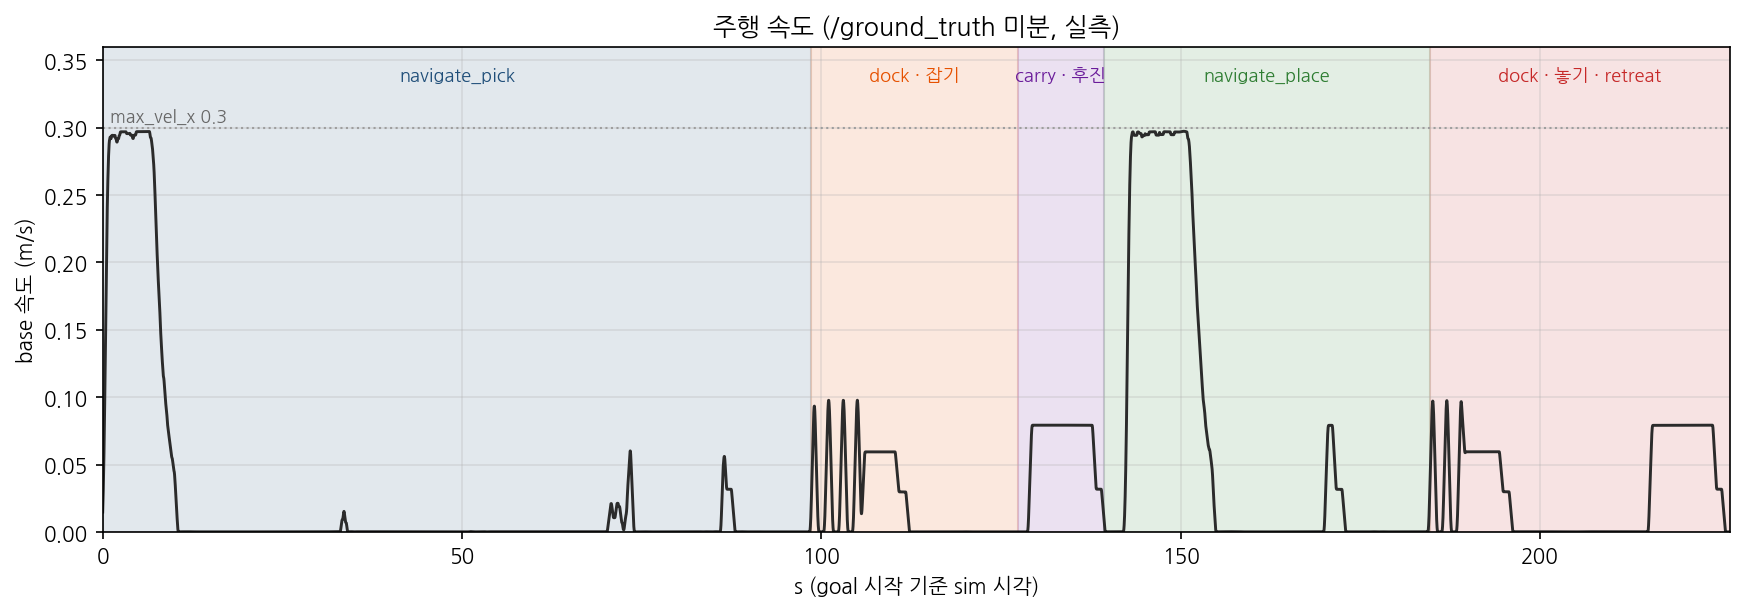 주행 속도 (/ground_truth 미분, 실측)
navigate_pick
dock · 잡기
carry · 후진
navigate_place
dock · 놓기 · retreat
max_vel_x 0.3
base 속도 (m/s)
0.35
0.30
0.25
0.20
0.15
0.10
0.05
0.00
0 50 100 150 200
s (goal 시작 기준 sim 시각)